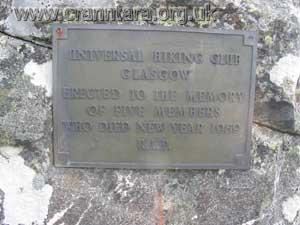 www.cranntara.org.uk
UNIVERSAL HIKING CLUB
GLASGOW
ERECTED TO THE MEMORY
OF FIVE MEMBERS
WHO DIED NEW YEAR 1959
R.I.P.